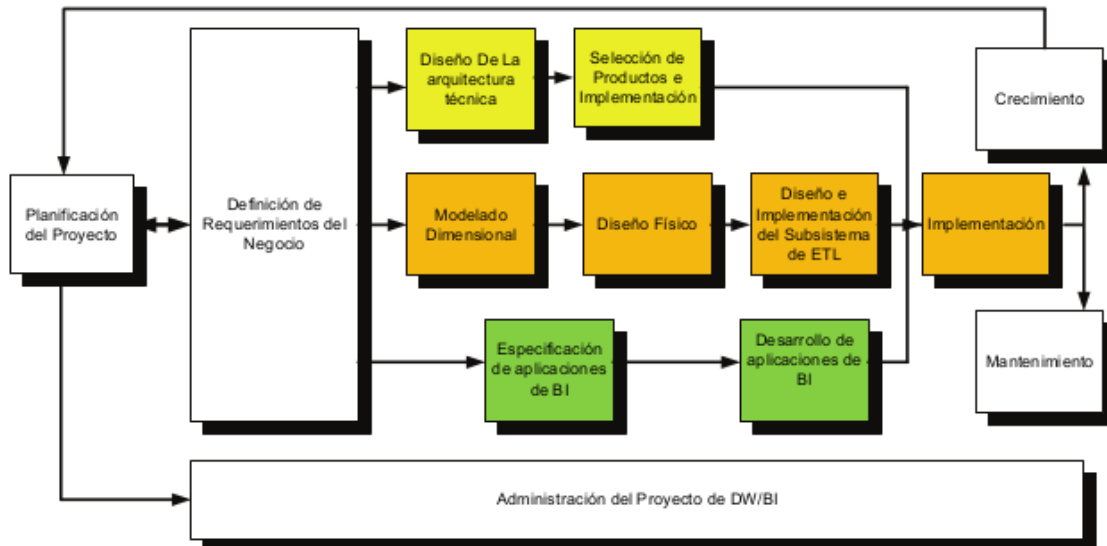 Diseño De La
arquitectura
técnica
Selección de
Productos e
Implementación
Crecimiento
Planificación
del Proyecto
Definición de
Requerimientos del
Negocio
Modelado
Dimensional
Diseño Físico
Diseño e
Implementación
del Subsistema
de ETL
Implementación
Especificación
de aplicaciones
de BI
Desarrollo de
aplicaciones de
BI
Mantenimiento
Administración del Proyecto de DW/BI